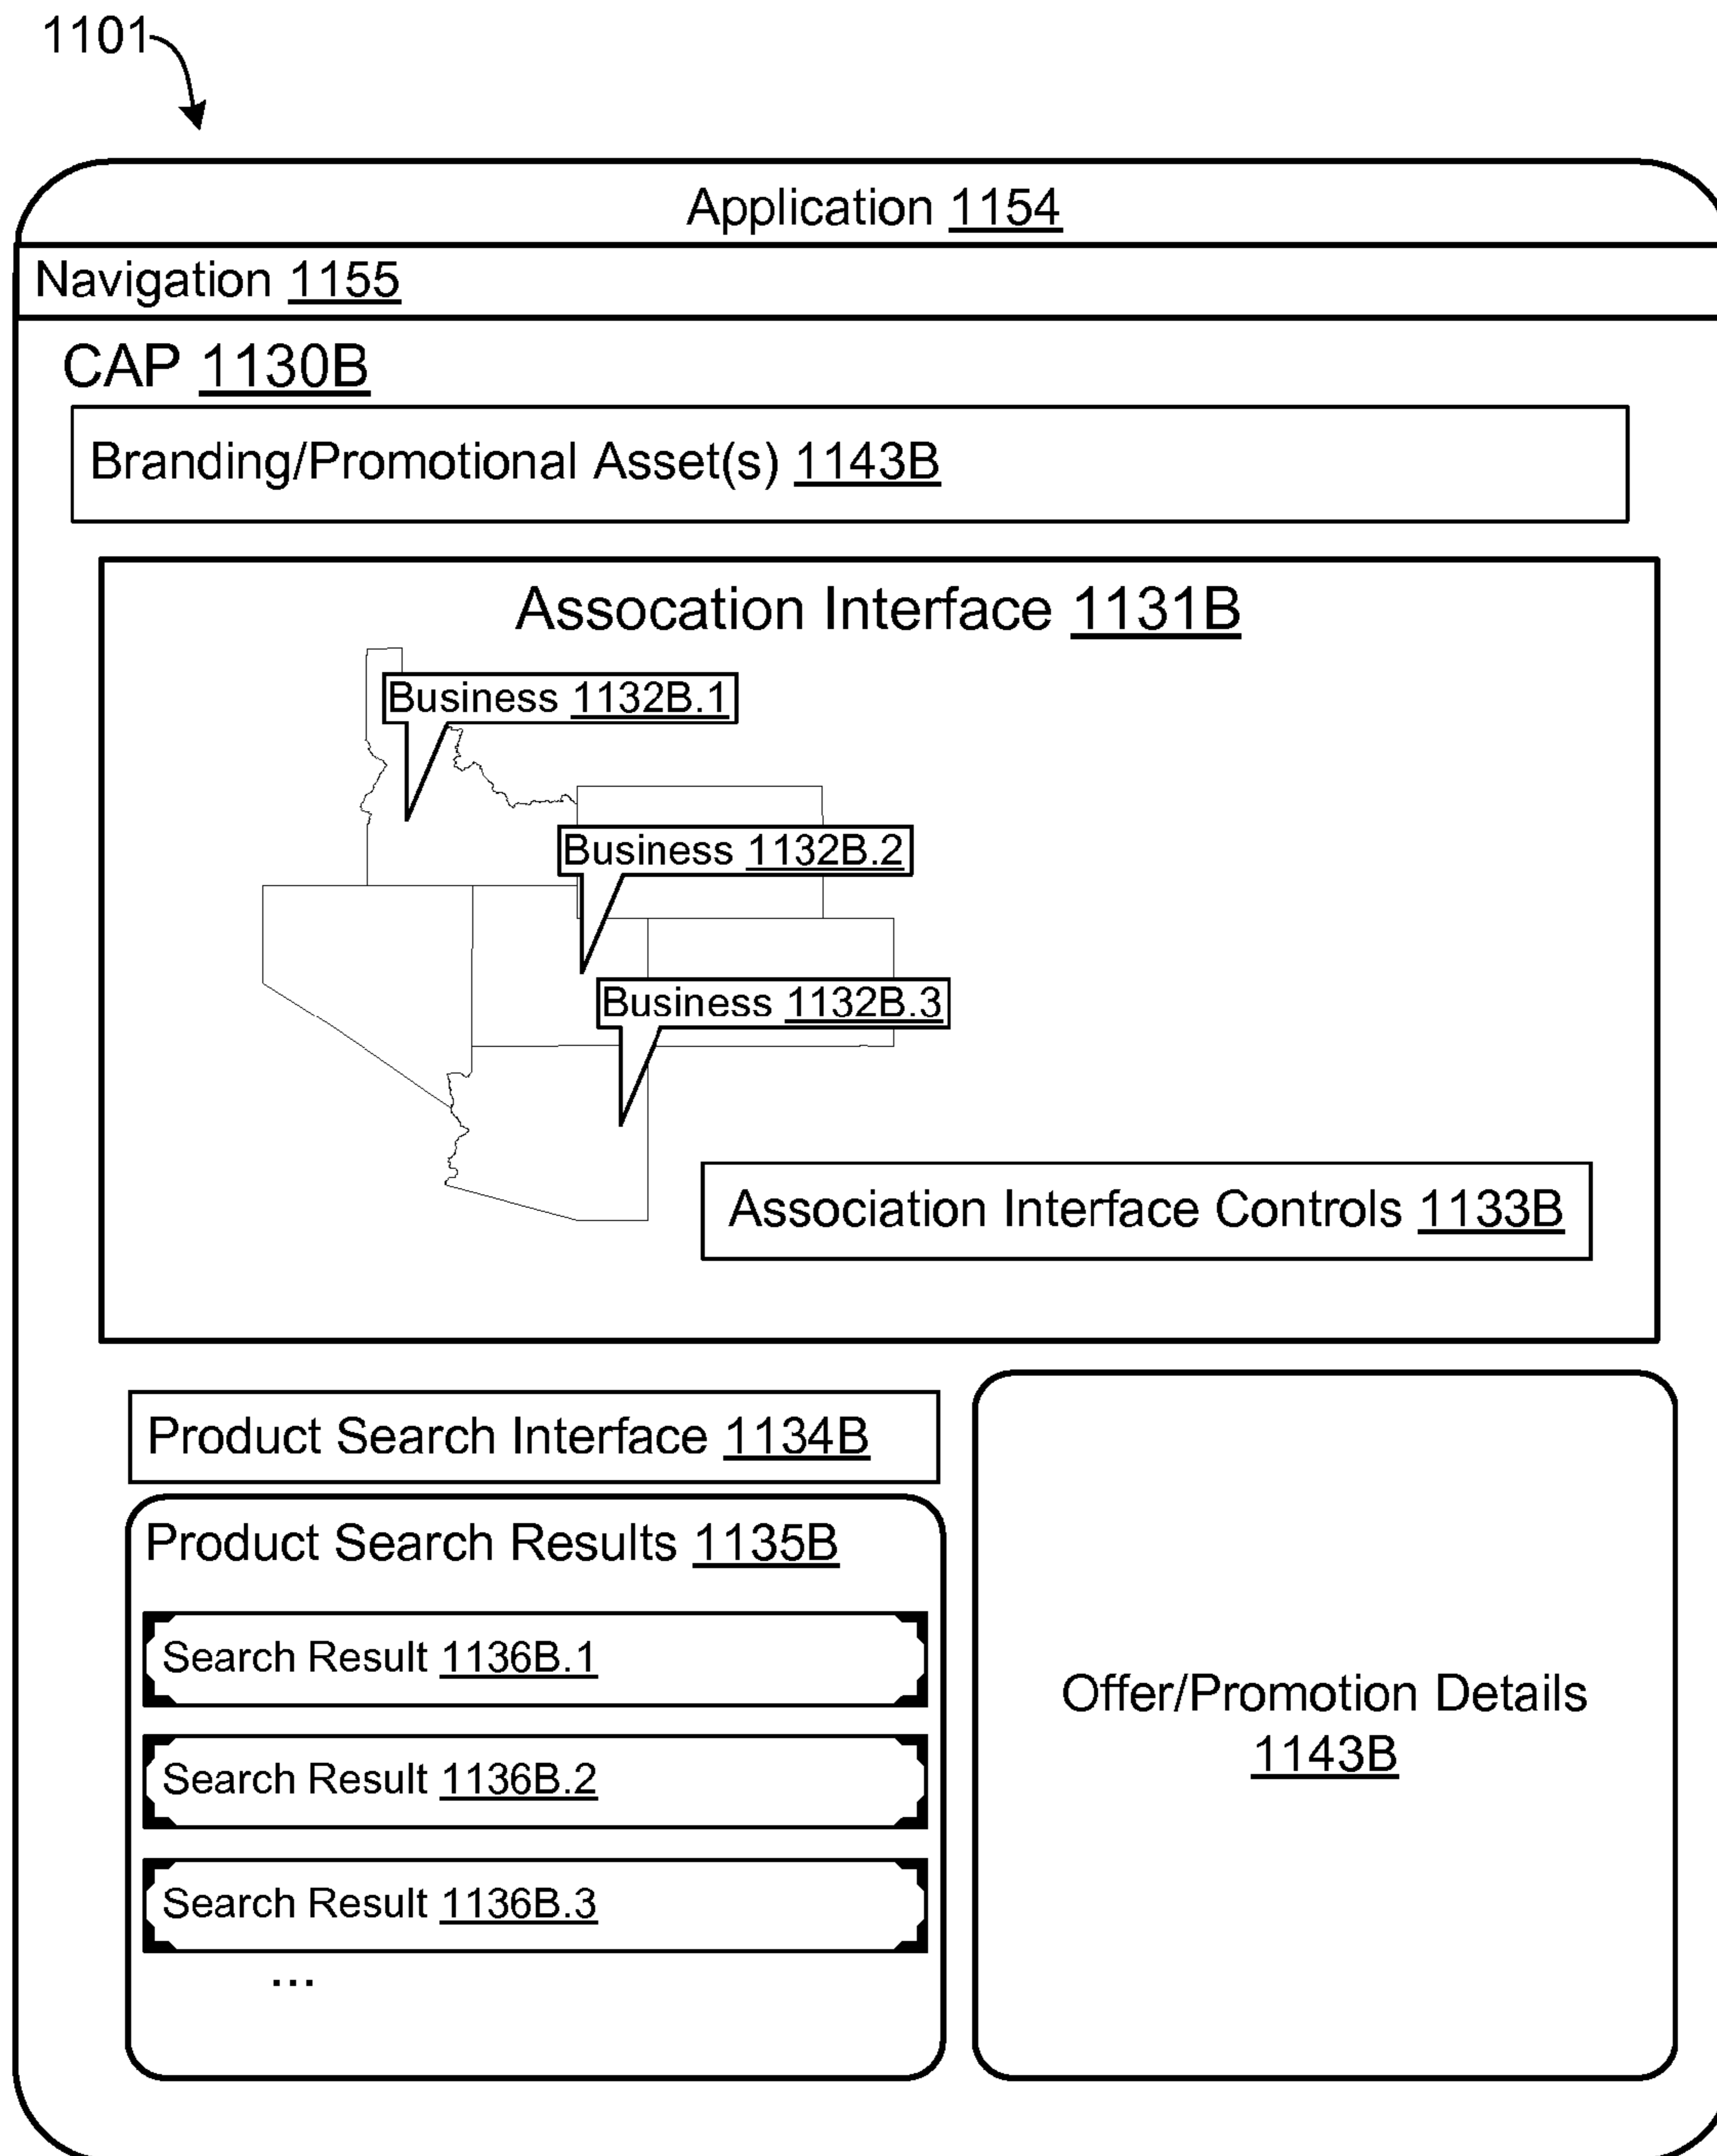 1101
Application 1154
Navigation 1155
CAP 1130B
Branding/Promotional Asset(s) 1143B
Assocation Interface 1131B
Business 1132B.1
Business 1132B.2
Business 1132B.3
Association Interface Controls 1133B
Product Search Interface 1134B
Product Search Results 1135B
Search Result 1136B.1
Search Result 1136B.2
Search Result 1136B.3
...
Offer/Promotion Details
1143B